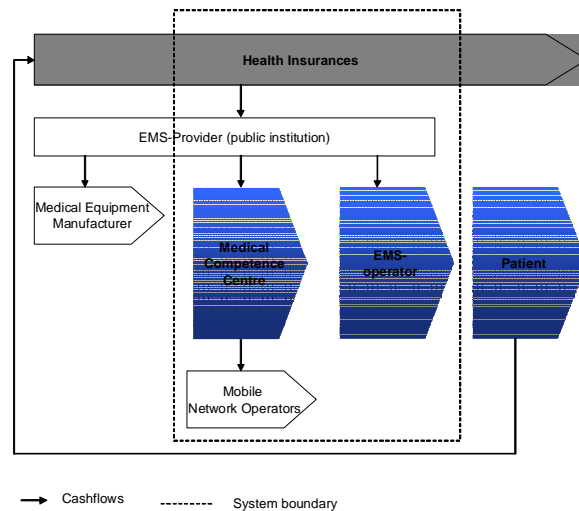 Health Insurances
EMS-Provider (public institution)
Medical Equipment
Manufacturer
Medical
Competence
Centre
EMS-
operator
Patient
Mobile
Network Operators
Cashflows
System boundary